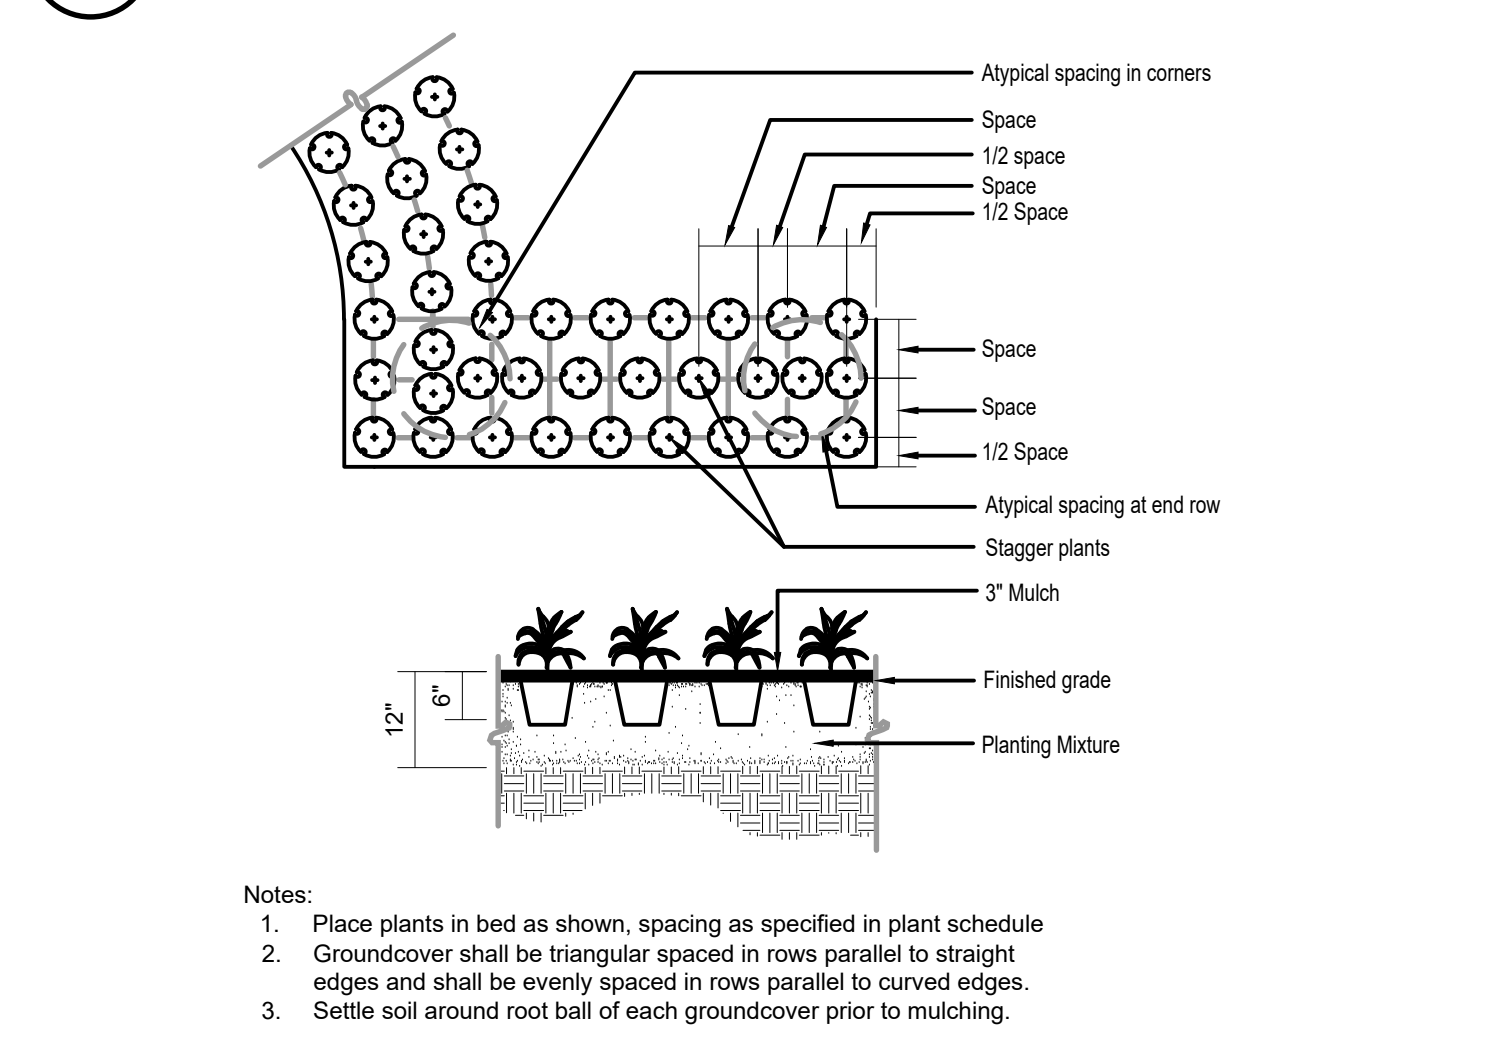 Atypical spacing in corners
Space
1/2 space
Space
1/2 Space
Space
Space
1/2 Space
Atypical spacing at end row
Stagger plants
3" Mulch
Finished grade
6"
12"
Planting Mixture
Notes:
1. Place plants in bed as shown, spacing as specified in plant schedule
2. Groundcover shall be triangular spaced in rows parallel to straight
edges and shall be evenly spaced in rows parallel to curved edges.
3. Settle soil around root ball of each groundcover prior to mulching.